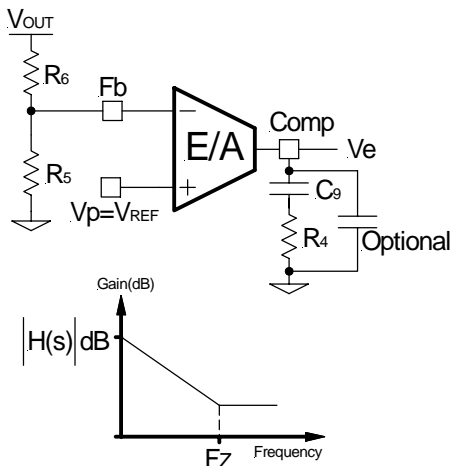 VOUT
R6
Fb
E/A
−
+
Comp
Ve
R5
Vp=VREF
C9
R4
Optional
Gain(dB)
|H(s)| dB
FZ
Frequency